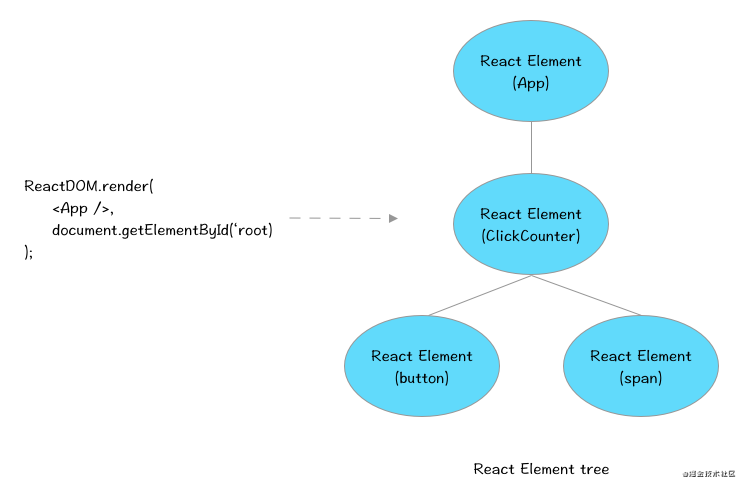 React Element
(App)
ReactDOM.render(
<App />,
document.getElementById(‘root)
);
React Element
(ClickCounter)
React Element
(button)
React Element
(span)
React Element tree
@稀土掘金技术社区